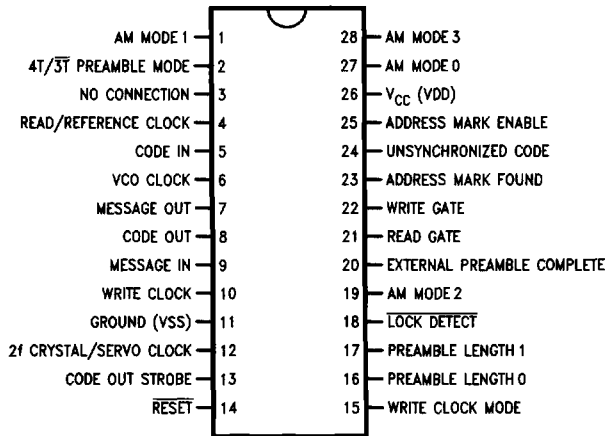 AM MODE 1 1 28 AM MODE 3
4T/3T̅ PREAMBLE MODE 2 27 AM MODE 0
NO CONNECTION 3 26 VCC (VDD)
READ/REFERENCE CLOCK 4 25 ADDRESS MARK ENABLE
CODE IN 5 24 UNSYNCHRONIZED CODE
VCO CLOCK 6 23 ADDRESS MARK FOUND
MESSAGE OUT 7 22 WRITE GATE
CODE OUT 8 21 READ GATE
MESSAGE IN 9 20 EXTERNAL PREAMBLE COMPLETE
WRITE CLOCK 10 19 AM MODE 2
GROUND (VSS) 11 18 LOCK DETECT
2f CRYSTAL/SERVO CLOCK 12 17 PREAMBLE LENGTH 1
CODE OUT STROBE 13 16 PREAMBLE LENGTH 0
RESET 14 15 WRITE CLOCK MODE